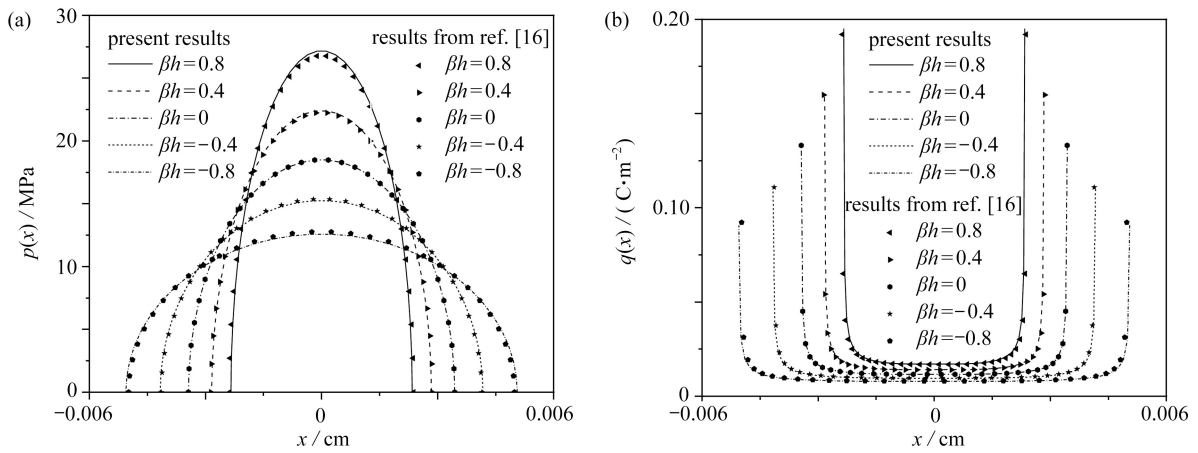 (a)
30
20
10
0
p(x) / MPa
present results
βh=0.8
βh=0.4
βh=0
βh=−0.4
βh=−0.8
results from ref. [16]
βh=0.8
βh=0.4
βh=0
βh=−0.4
βh=−0.8
−0.006
0
0.006
x / cm
(b)
0.20
0.10
0
q(x) / ( C•m⁻²)
present results
βh=0.8
βh=0.4
βh=0
βh=−0.4
βh=−0.8
results from ref. [16]
βh=0.8
βh=0.4
βh=0
βh=−0.4
βh=−0.8
−0.006
0
0.006
x / cm